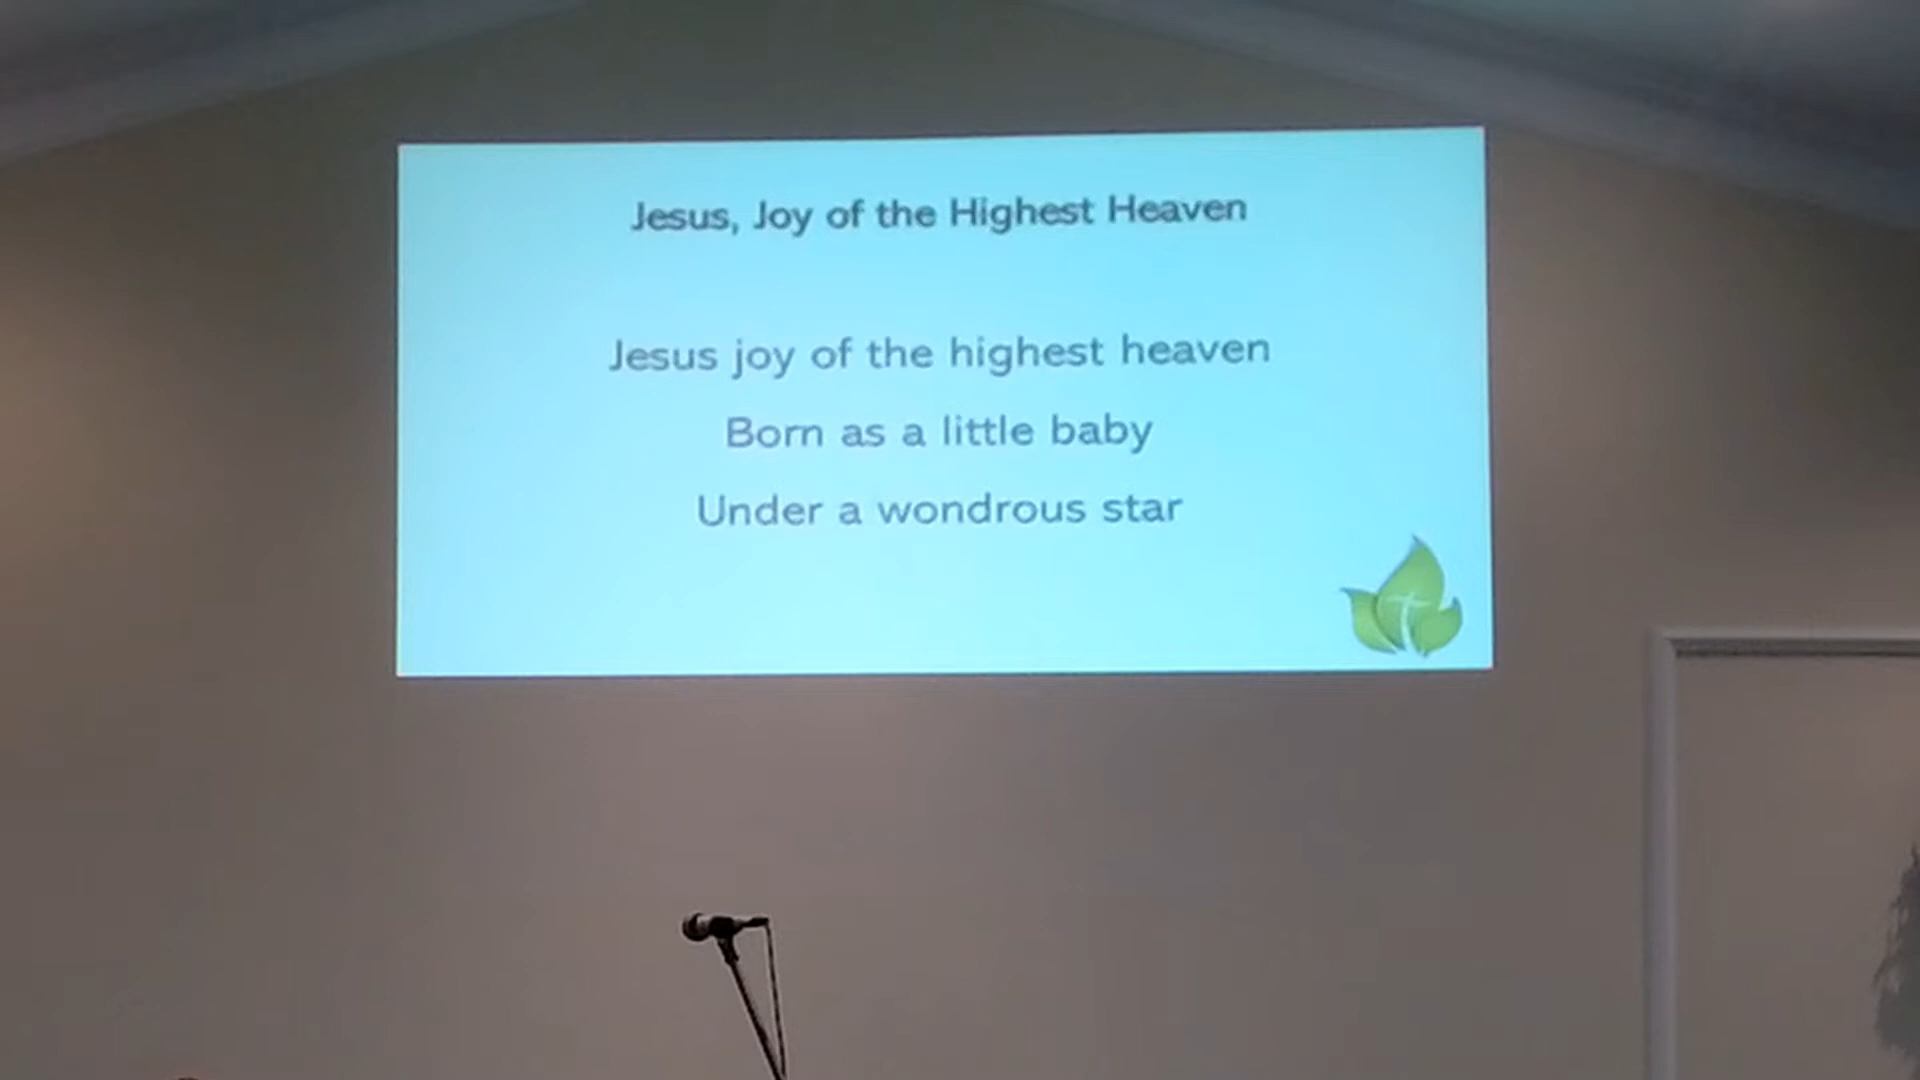 Jesus, Joy of the Highest Heaven
Jesus joy of the highest heaven
Born as a little baby
Under a wondrous star